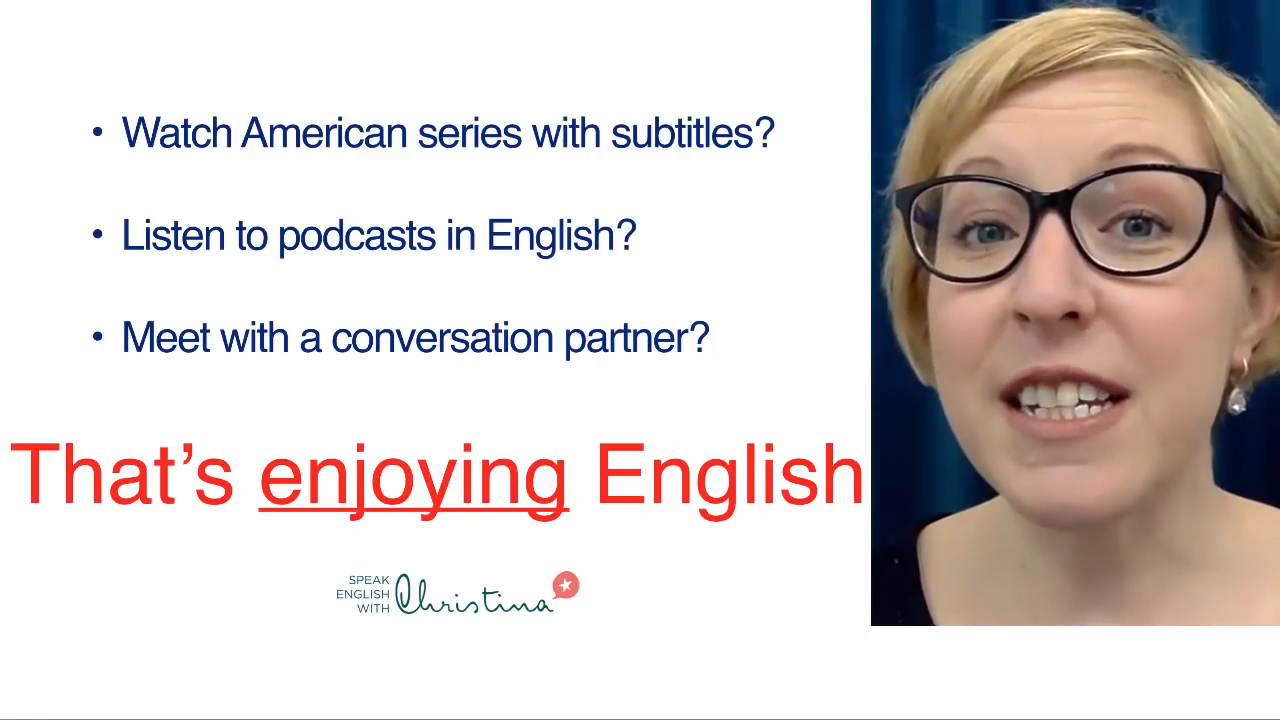 • Watch American series with subtitles?
• Listen to podcasts in English?
• Meet with a conversation partner?
That’s enjoying English
SPEAK
ENGLISH
WITH Christina